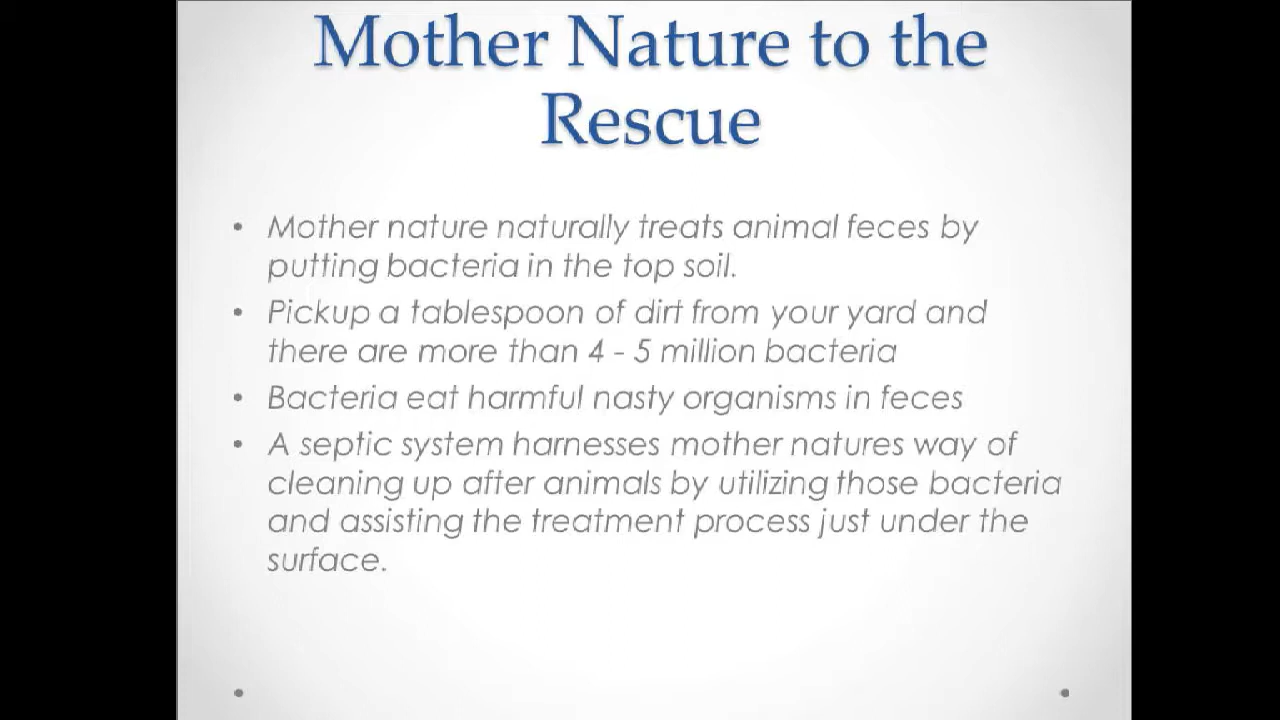 Mother Nature to the
Rescue
• Mother nature naturally treats animal feces by
putting bacteria in the top soil.
• Pickup a tablespoon of dirt from your yard and
there are more than 4 - 5 million bacteria
• Bacteria eat harmful nasty organisms in feces
• A septic system harnesses mother natures way of
cleaning up after animals by utilizing those bacteria
and assisting the treatment process just under the
surface.